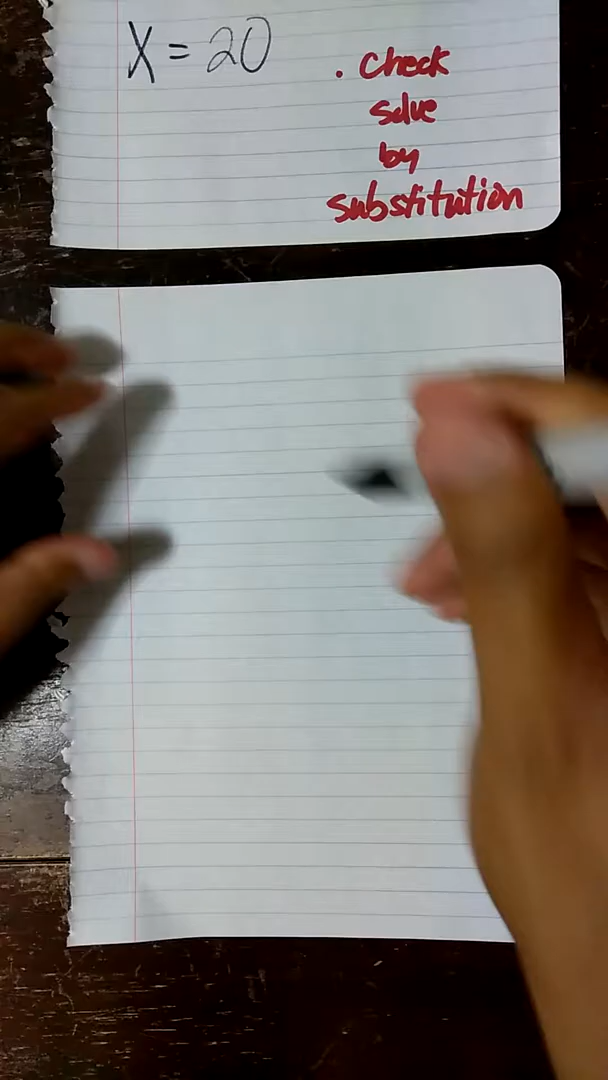 X = 20
. Check
solve
by
substitution